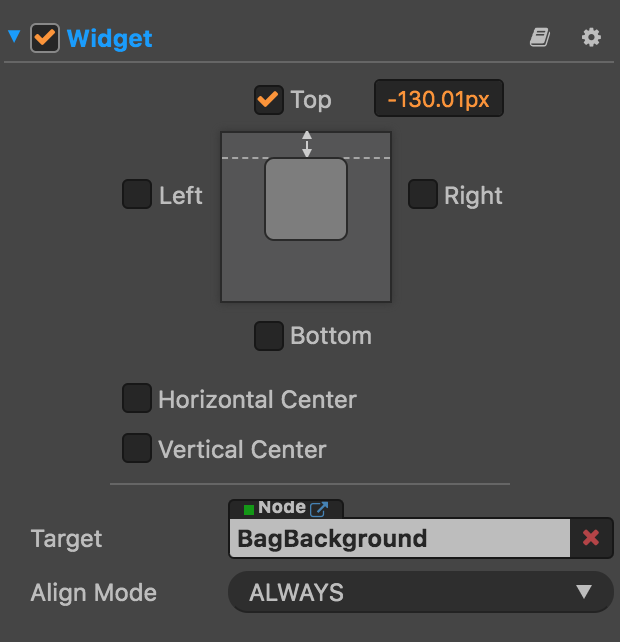 Widget
Top -130.01px
Left Right
Bottom
Horizontal Center
Vertical Center
Node
Target BagBackground
Align Mode ALWAYS